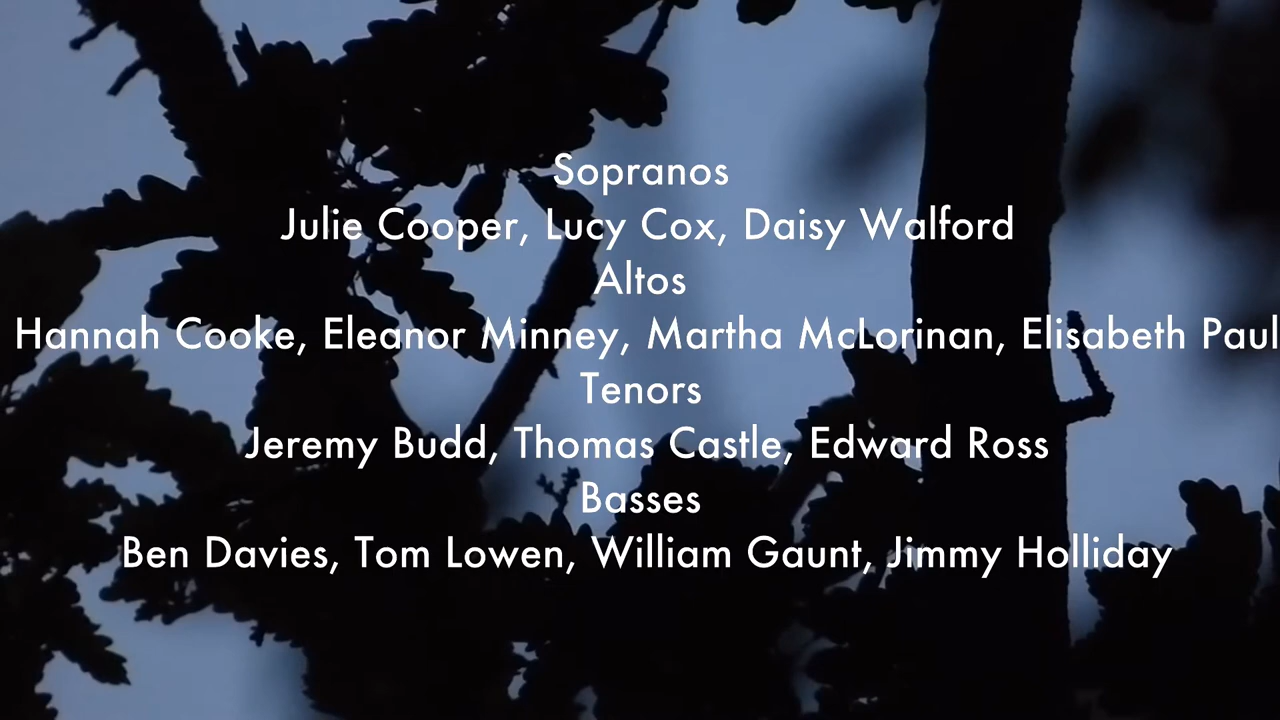 Sopranos
Julie Cooper, Lucy Cox, Daisy Walford
Altos
Hannah Cooke, Eleanor Minney, Martha McLorinan, Elisabeth Paul
Tenors
Jeremy Budd, Thomas Castle, Edward Ross
Basses
Ben Davies, Tom Lowen, William Gaunt, Jimmy Holliday